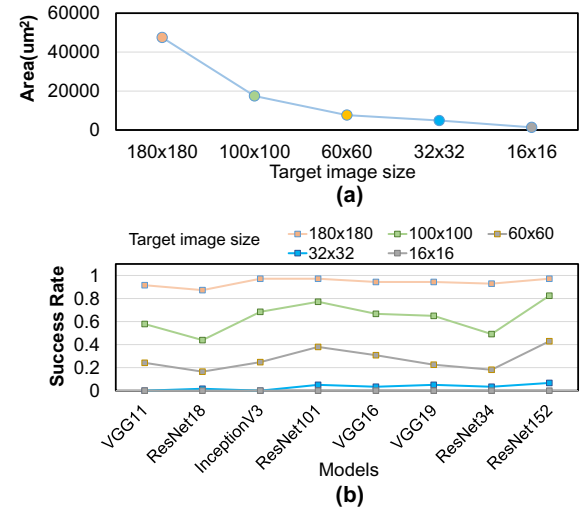 60000
40000
20000
0
Area(um²)
180x180 100x100 60x60 32x32 16x16
Target image size
(a)
Target image size 180x180 100x100 60x60
32x32 16x16
1
0.8
0.6
0.4
0.2
0
Success Rate
VGG11 ResNet18 InceptionV3 ResNet101 VGG16 VGG19 ResNet34 ResNet152
Models
(b)